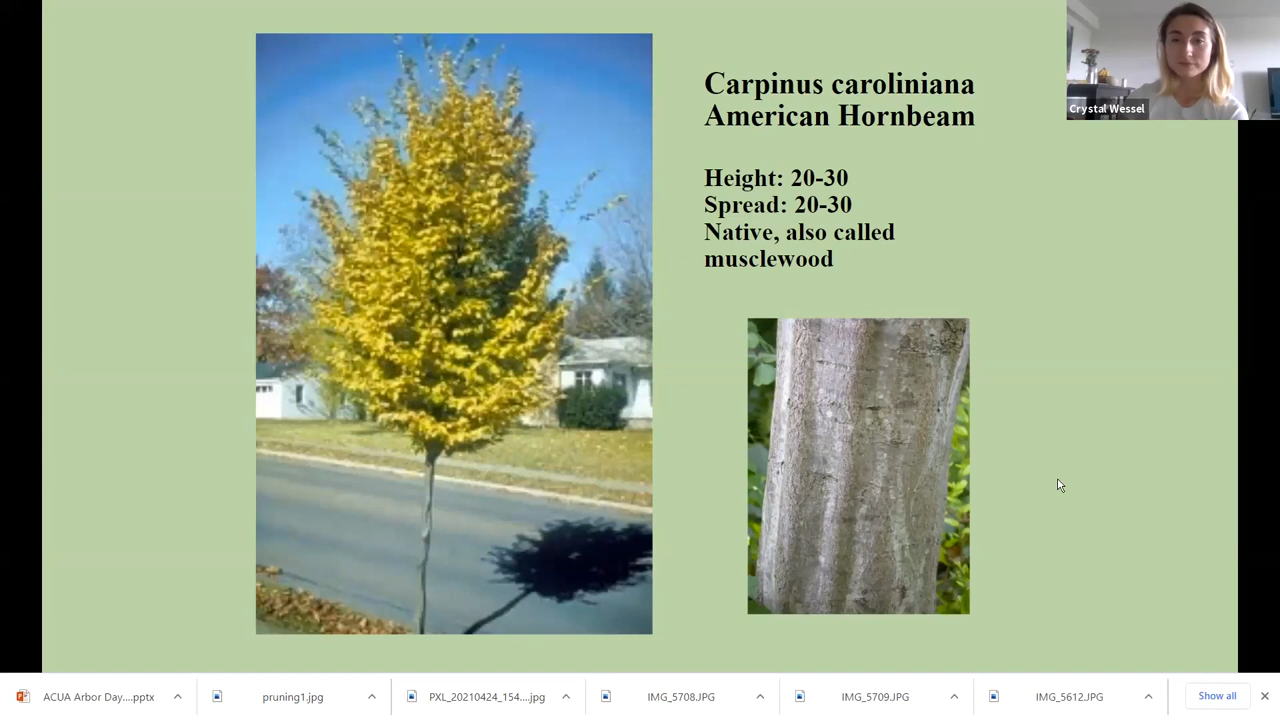 Carpinus caroliniana
American Hornbeam
Height: 20-30
Spread: 20-30
Native, also called
musclewood
Crystal Wessel
ACUA Arbor Day....pptx
pruning1.jpg
PXL_20210424_154....jpg
IMG_5708.JPG
IMG_5709.JPG
IMG_5612.JPG
Show all